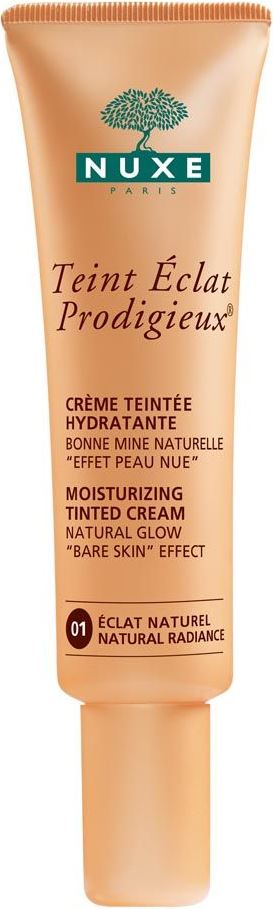 NUXE
PARIS
Teint Éclat
Prodigieux®
CRÈME TEINTÉE
HYDRATANTE
BONNE MINE NATURELLE
"EFFET PEAU NUE"
MOISTURIZING
TINTED CREAM
NATURAL GLOW
"BARE SKIN" EFFECT
01 ÉCLAT NATUREL
NATURAL RADIANCE